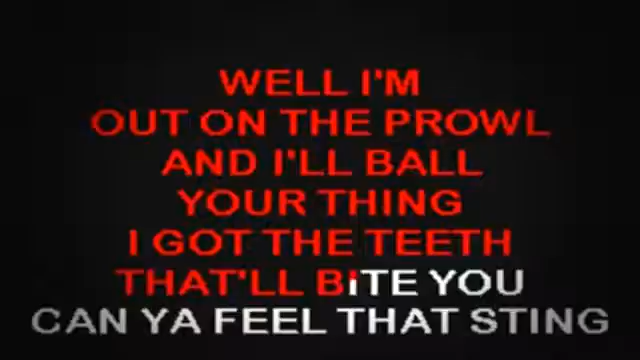 WELL I'M
OUT ON THE PROWL
AND I'LL BALL
YOUR THING
I GOT THE TEETH
THAT'LL BITE YOU
CAN YA FEEL THAT STING